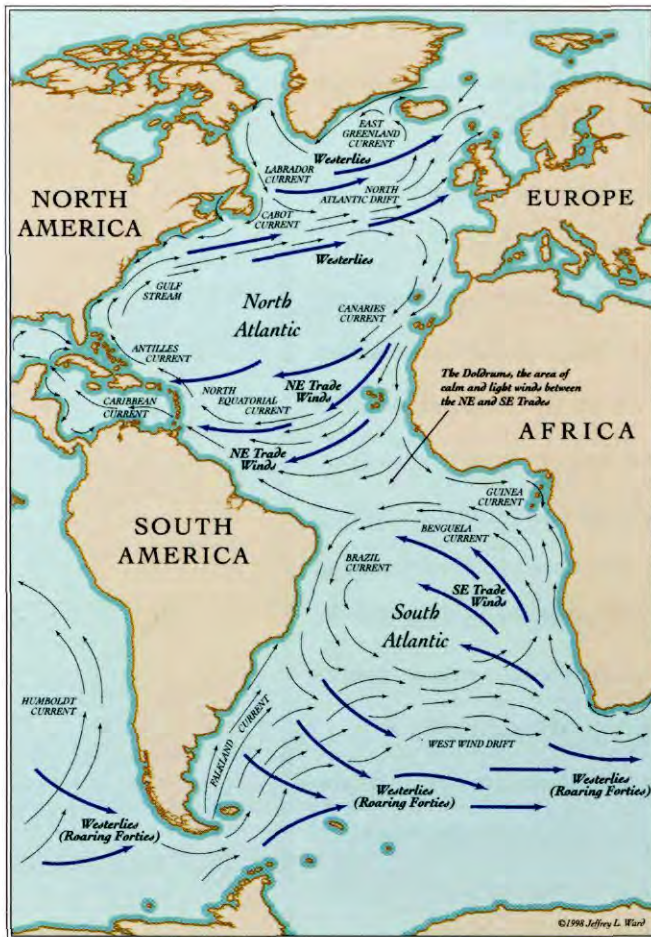 EAST
GREENLAND
CURRENT
Westerlies
LABRADOR
CURRENT
NORTH
ATLANTIC DRIFT
NORTH
AMERICA
EUROPE
CABOT
CURRENT
Westerlies
GULF
STREAM
North
Atlantic
CANARIES
CURRENT
ANTILLES
CURRENT
The Doldrums, the area of
calm and light winds between
the NE and SE Trades
CARIBBEAN
CURRENT
NORTH
EQUATORIAL
CURRENT
NE Trade
Winds
NE Trade
Winds
AFRICA
GUINEA
CURRENT
SOUTH
AMERICA
BENGUELA
CURRENT
BRAZIL
CURRENT
SE Trade
Winds
South
Atlantic
HUMBOLDT
CURRENT
FALKLAND CURRENT
WEST WIND DRIFT
Westerlies
(Roaring Forties)
Westerlies
(Roaring Forties)
Westerlies
(Roaring Forties)
©1998 Jeffrey L. Ward